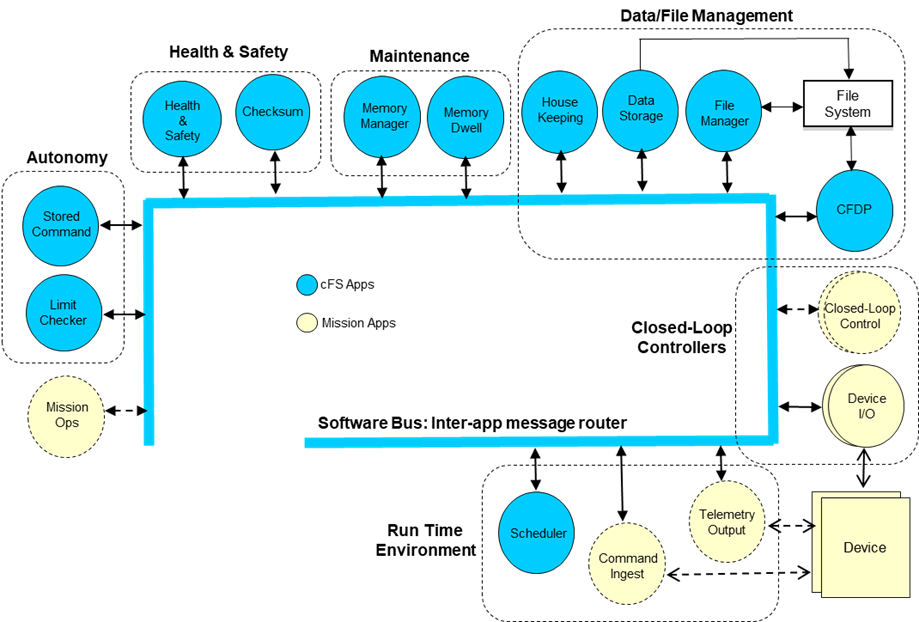 Data/File Management
Health & Safety
Maintenance
Health
&
Safety
Checksum
Memory
Manager
Memory
Dwell
House
Keeping
Data
Storage
File
Manager
File
System
CFDP
Autonomy
Stored
Command
Limit
Checker
Mission
Ops
cFS Apps
Mission Apps
Closed-Loop
Controllers
Closed-Loop
Control
Device
I/O
Software Bus: Inter-app message router
Run Time
Environment
Scheduler
Command
Ingest
Telemetry
Output
Device